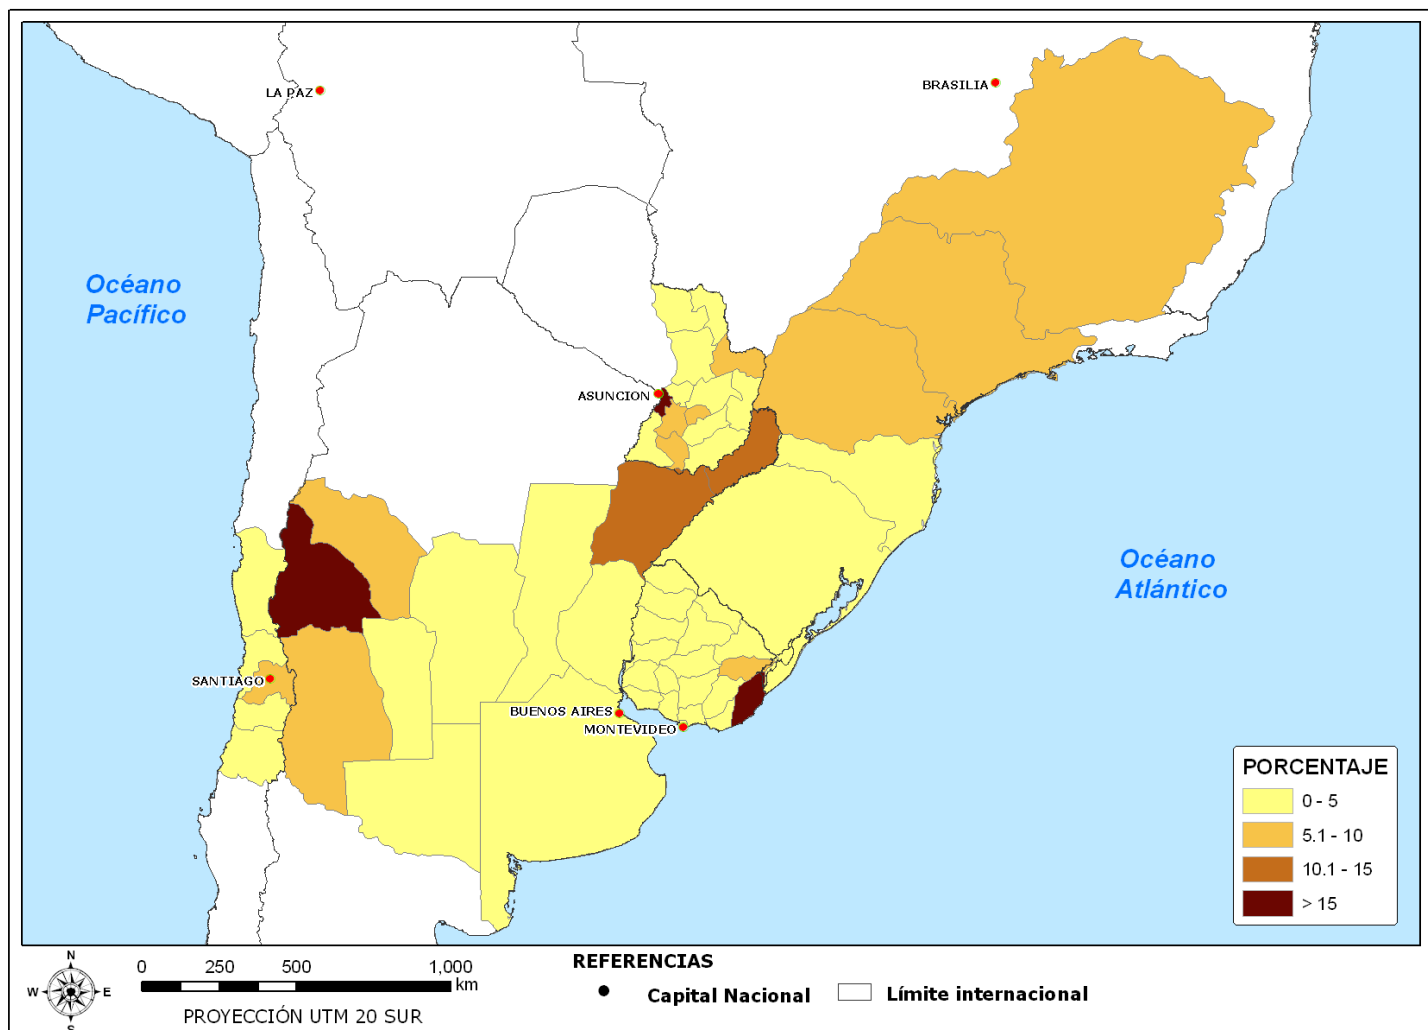 LA PAZ
BRASILIA
Océano
Pacífico
ASUNCION
Océano
Atlántico
SANTIAGO
BUENOS AIRES
MONTEVIDEO
PORCENTAJE
0 - 5
5.1 - 10
10.1 - 15
> 15
N
W E
S
0 250 500 1,000
km
PROYECCIÓN UTM 20 SUR
REFERENCIAS
Capital Nacional Límite internacional